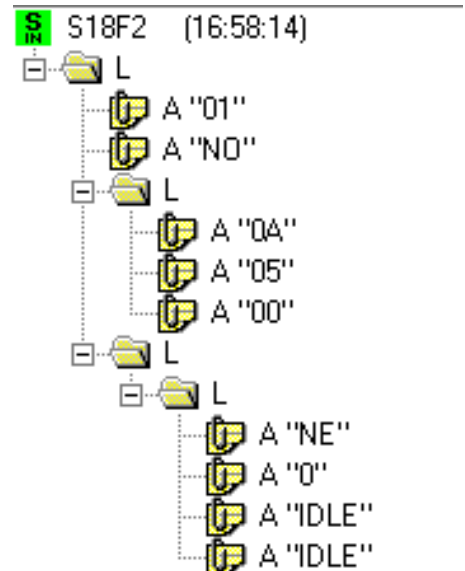 S IN S18F2 (16:58:14)
L
A "01"
A "NO"
L
A "0A"
A "05"
A "00"
L
L
A "NE"
A "0"
A "IDLE"
A "IDLE"